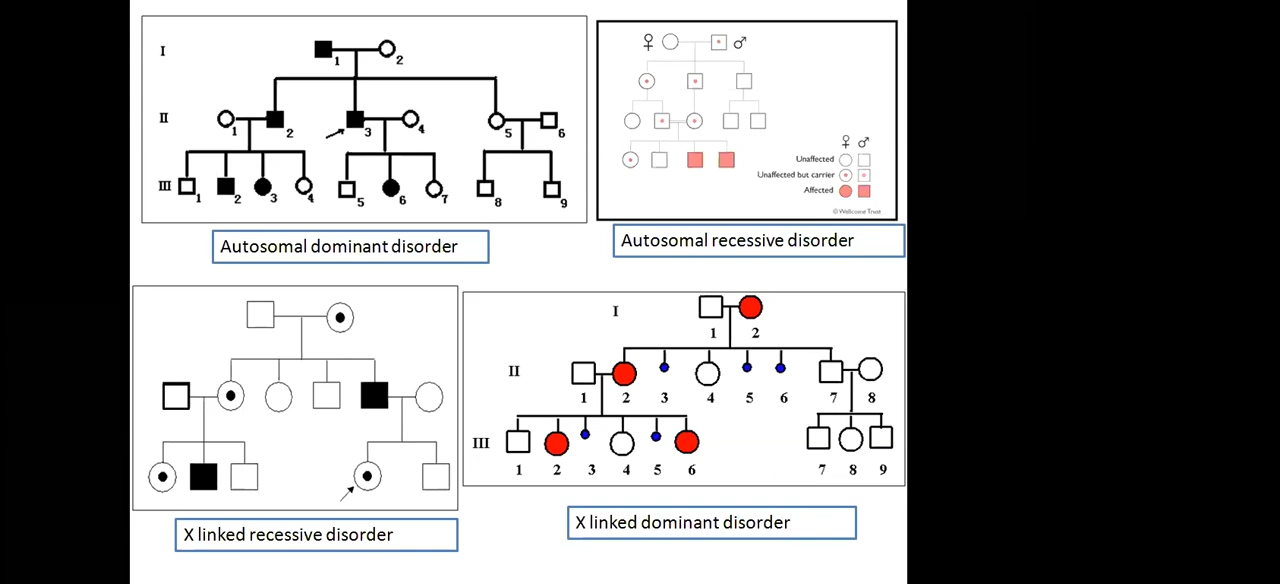 I
1
2
II
1
2
3
4
5
6
III
1
2
3
4
5
6
7
8
9
Autosomal dominant disorder
♀ ♂
♀ ♂
Unaffected
Unaffected but carrier
Affected
© Wellcome Trust
Autosomal recessive disorder
X linked recessive disorder
I
1 2
II
1 2 3 4 5 6 7 8
III
1 2 3 4 5 6 7 8 9
X linked dominant disorder